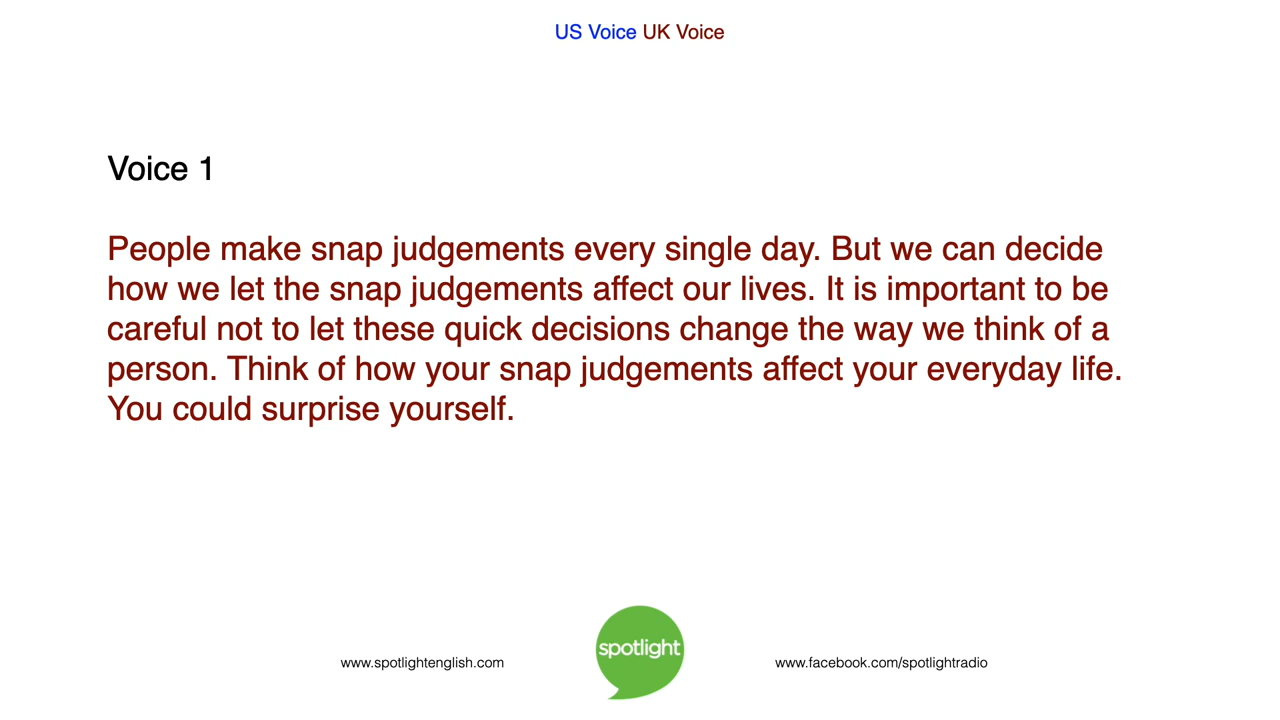 US Voice UK Voice
Voice 1
People make snap judgements every single day. But we can decide
how we let the snap judgements affect our lives. It is important to be
careful not to let these quick decisions change the way we think of a
person. Think of how your snap judgements affect your everyday life.
You could surprise yourself.
www.spotlightenglish.com
spotlight
www.facebook.com/spotlightradio